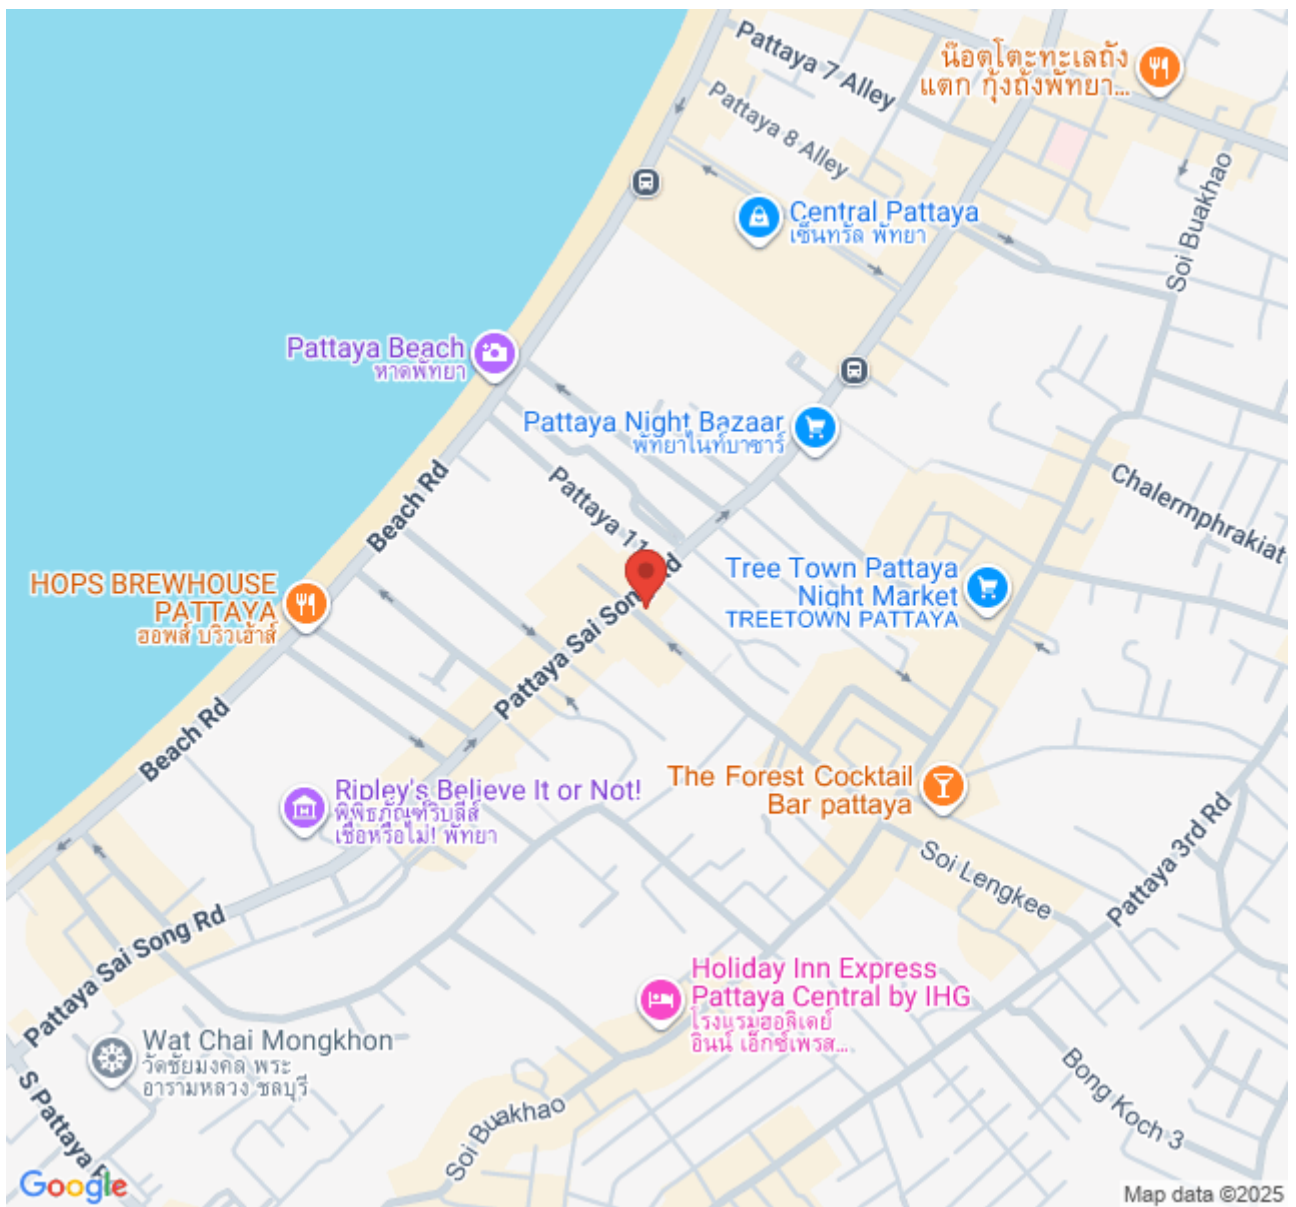 Pattaya 7 Alley
น๊อตโตะทะเลถัง
แตก กุ้งถังพัทยา...
Pattaya 8 Alley
Soi Buakhao
Central Pattaya
เซ็นทรัล พัทยา
Pattaya Beach
หาดพัทยา
Pattaya Night Bazaar
พัทยาไนท์บาซาร์
Beach Rd
Pattaya 11
Chalermphrakiat
HOPS BREWHOUSE
PATTAYA
ฮอพส์ บริวเฮ้าส์
Tree Town Pattaya
Night Market
TREETOWN PATTAYA
Pattaya Sai Song Rd
Beach Rd
Ripley's Believe It or Not!
พิพิธภัณฑ์ริบลีส์
เชื่อหรือไม่! พัทยา
The Forest Cocktail
Bar pattaya
Pattaya 3rd Rd
Soi Lengkee
Pattaya Sai Song Rd
Holiday Inn Express
Pattaya Central by IHG
โรงแรมฮอลิเดย์
อินน์ เอ็กซ์เพรส...
Wat Chai Mongkhon
วัดชัยมงคล พระ
อารามหลวง ชลบุรี
S Pattaya
Soi Buakhao
Bong Koch 3
Google
Map data ©2025